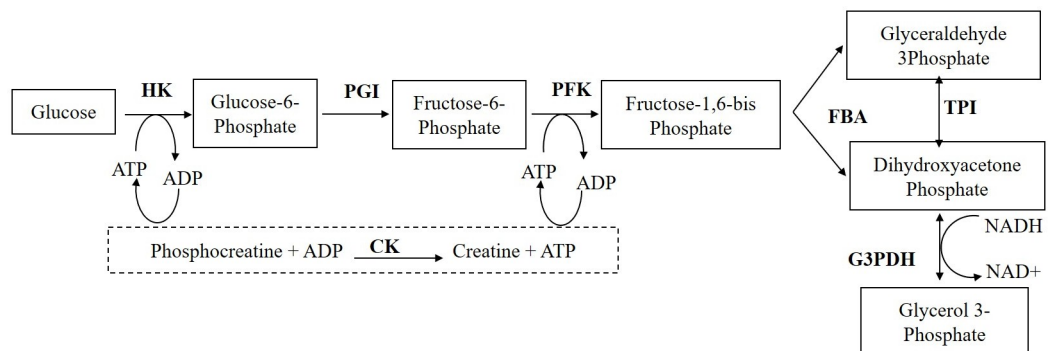 Glucose
HK
ATP
ADP
Glucose-6-
Phosphate
PGI
Fructose-6-
Phosphate
PFK
ATP
ADP
Fructose-1,6-bis
Phosphate
FBA
Glyceraldehyde
3Phosphate
TPI
Dihydroxyacetone
Phosphate
NADH
G3PDH
NAD+
Glycerol 3-
Phosphate
Phosphocreatine + ADP CK Creatine + ATP